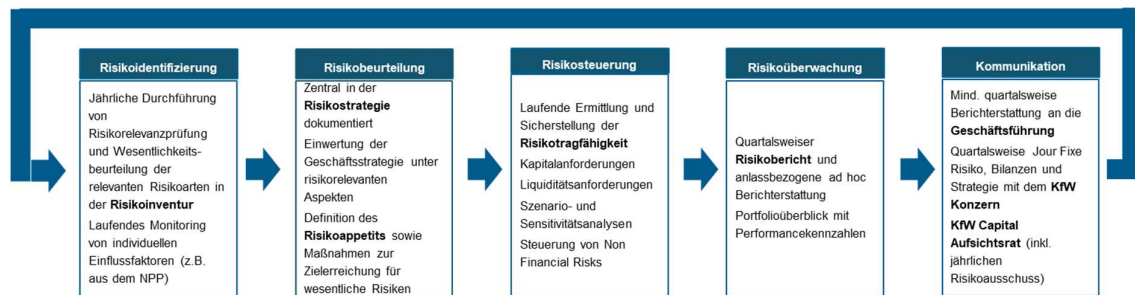 Risikoidentifizierung
Jährliche Durchführung
von
Risikorelevanzprüfung
und Wesentlichkeits-
beurteilung der
relevanten Risikoarten in
der Risikoinventur
Laufendes Monitoring
von individuellen
Einflussfaktoren (z.B.
aus dem NPP)
Risikobeurteilung
Zentral in der
Risikostrategie
dokumentiert
Einwertung der
Geschäftsstrategie unter
risikorelevanten
Aspekten
Definition des
Risikoappetits sowie
Maßnahmen zur
Zielerreichung für
wesentliche Risiken
Risikosteuerung
Laufende Ermittlung und
Sicherstellung der
Risikotragfähigkeit
Kapitalanforderungen
Liquiditätsanforderungen
Szenario- und
Sensitivitätsanalysen
Steuerung von Non
Financial Risks
Risikoüberwachung
Quartalsweiser
Risikobericht und
anlassbezogene ad hoc
Berichterstattung
Portfolioüberblick mit
Performancekennzahlen
Kommunikation
Mind. quartalsweise
Berichterstattung an die
Geschäftsführung
Quartalsweise Jour Fixe
Risiko, Bilanzen und
Strategie mit dem KfW
Konzern
KfW Capital
Aufsichtsrat (inkl.
jährlichen
Risikoausschuss)